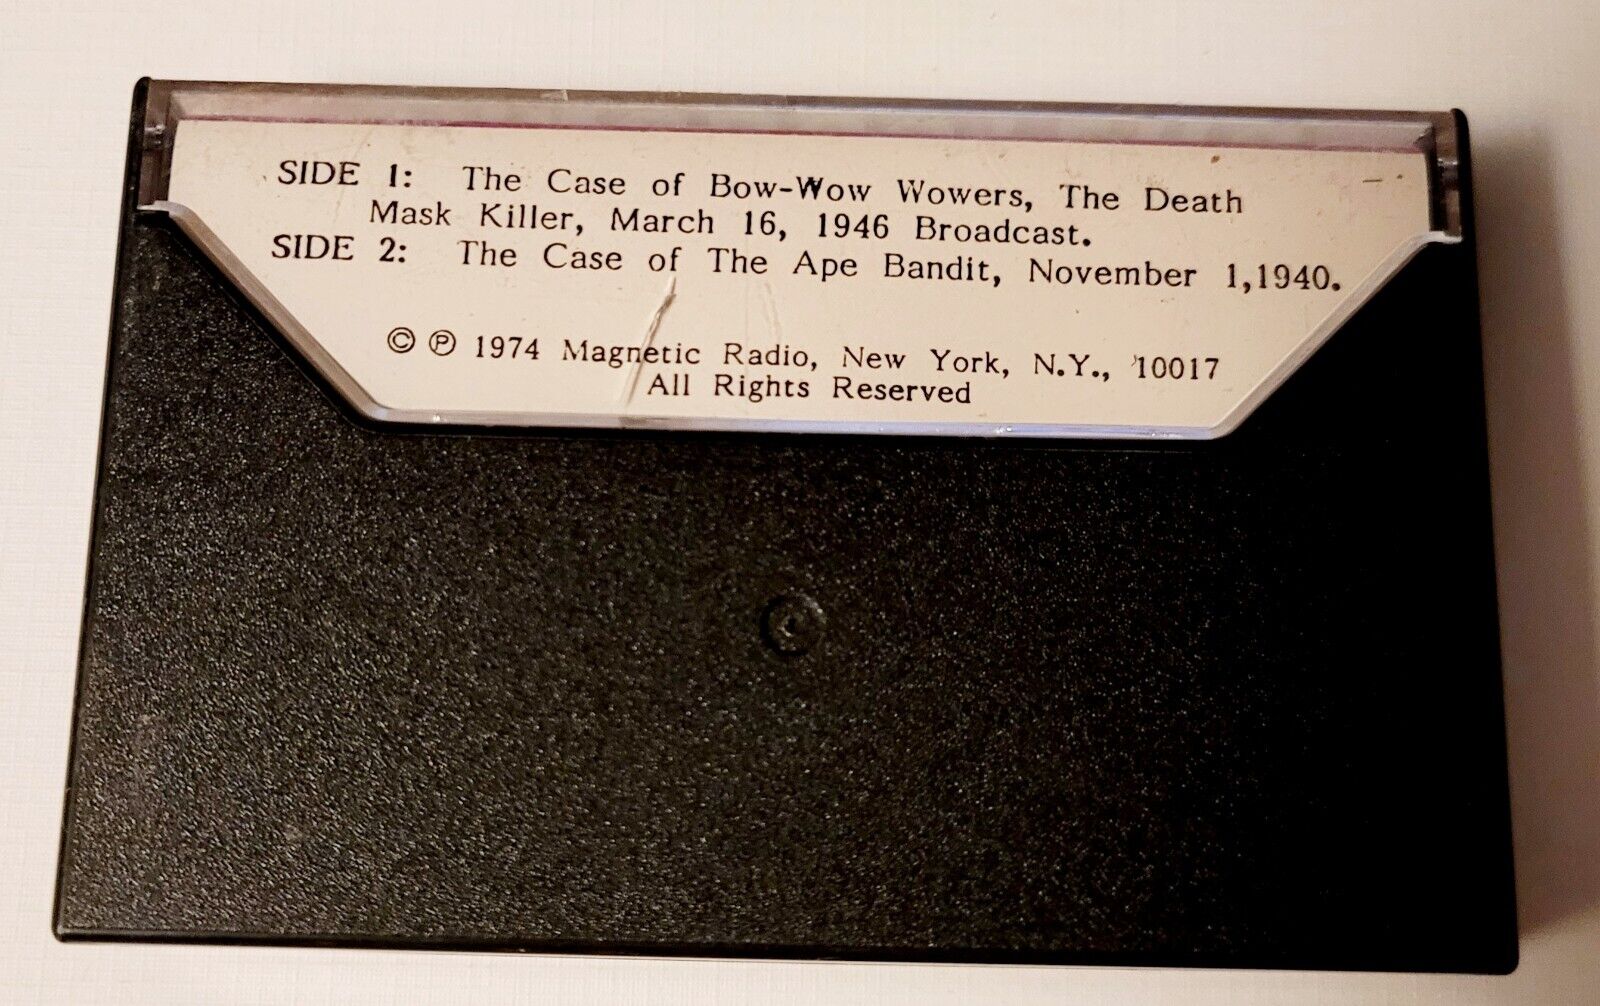 SIDE 1: The Case of Bow-Wow Wowers, The Death
Mask Killer, March 16, 1946 Broadcast.
SIDE 2: The Case of The Ape Bandit, November 1,1940.
© ℗ 1974 Magnetic Radio, New York, N.Y., 10017
All Rights Reserved